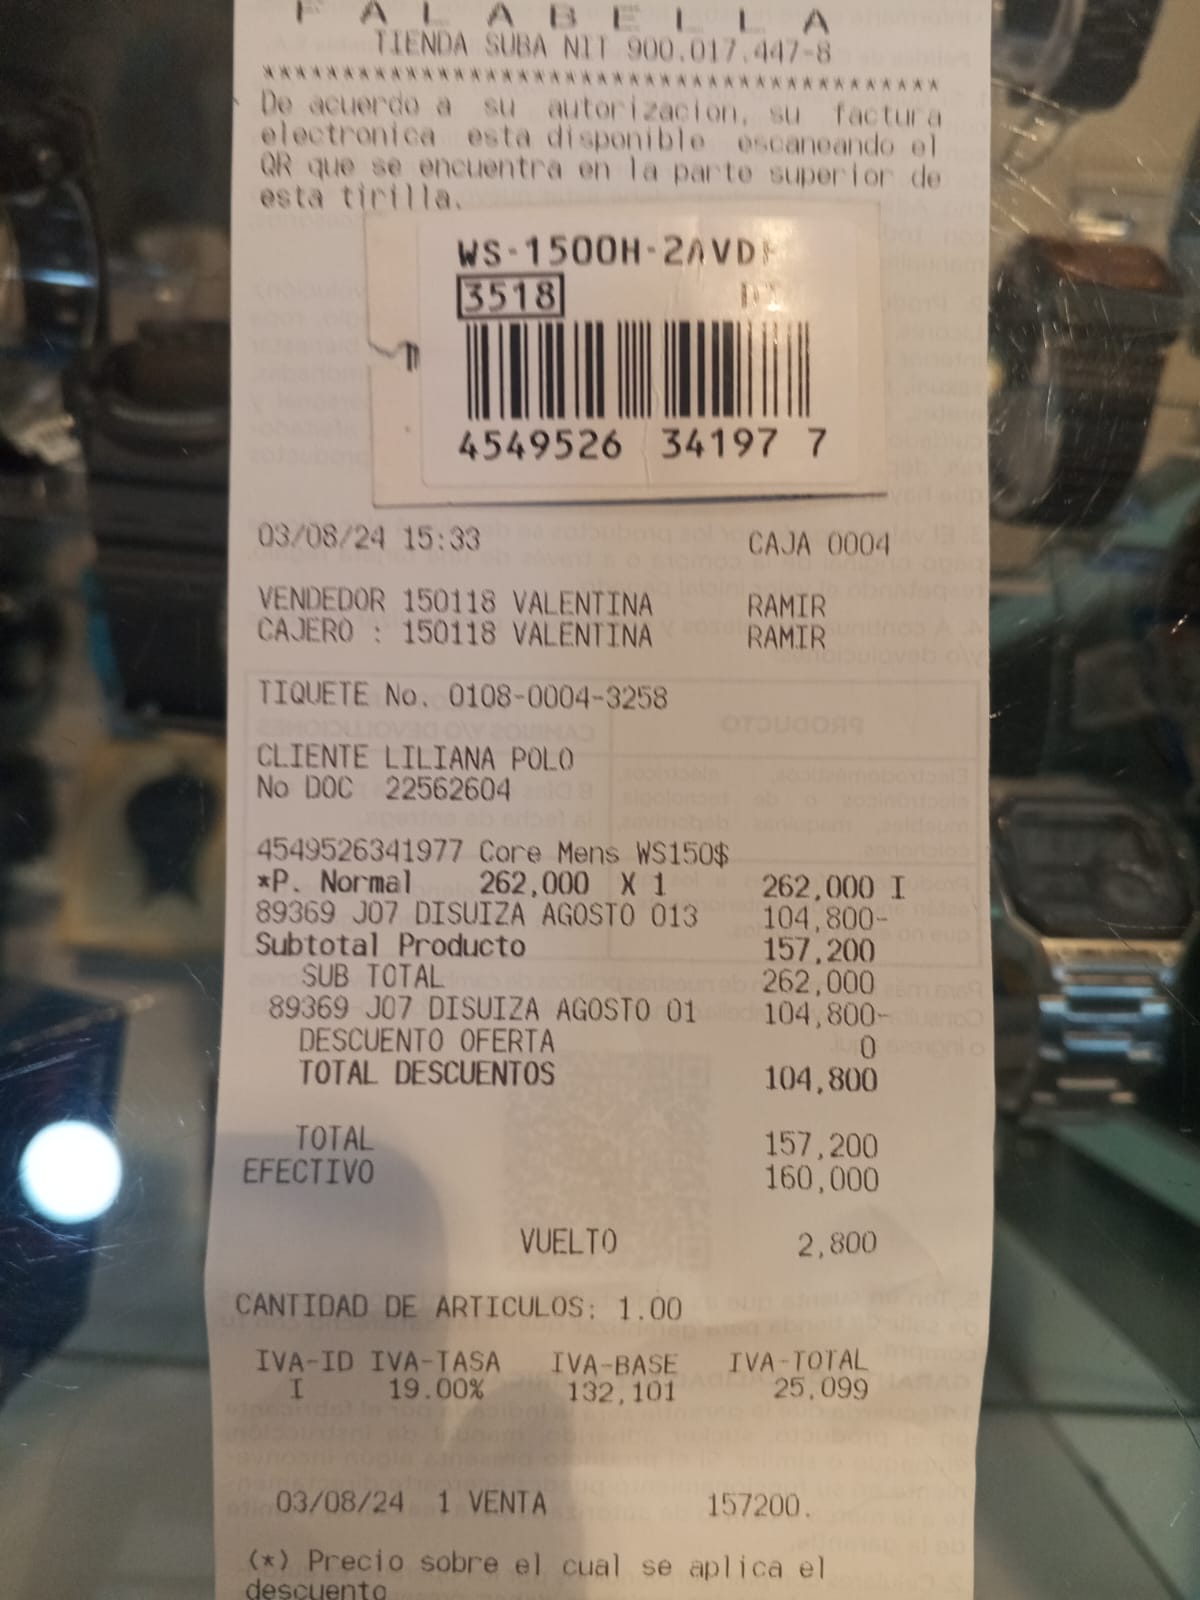 FALABELLA
TIENDA SUBA NIT 900.017.447-8
*******************************************
De acuerdo a su autorizacion, su factura
electronica esta disponible escaneando el
QR que se encuentra en la parte superior de
esta tirilla.
WS-1500H-2AVDF
3518
4549526 34197 7
03/08/24 15:33 CAJA 0004
VENDEDOR 150118 VALENTINA RAMIR
CAJERO : 150118 VALENTINA RAMIR
TIQUETE No. 0108-0004-3258
CLIENTE LILIANA POLO
No DOC 22562604
4549526341977 Core Mens WS150$
*P. Normal 262,000 X 1 262,000 I
89369 J07 DISUIZA AGOSTO 013 104,800-
Subtotal Producto 157,200
SUB TOTAL 262,000
89369 J07 DISUIZA AGOSTO 01 104,800-
DESCUENTO OFERTA 0
TOTAL DESCUENTOS 104,800
TOTAL 157,200
EFECTIVO 160,000
VUELTO 2,800
CANTIDAD DE ARTICULOS: 1.00
IVA-ID IVA-TASA IVA-BASE IVA-TOTAL
I 19.00% 132,101 25,099
03/08/24 1 VENTA 157200.
(*) Precio sobre el cual se aplica el
descuento